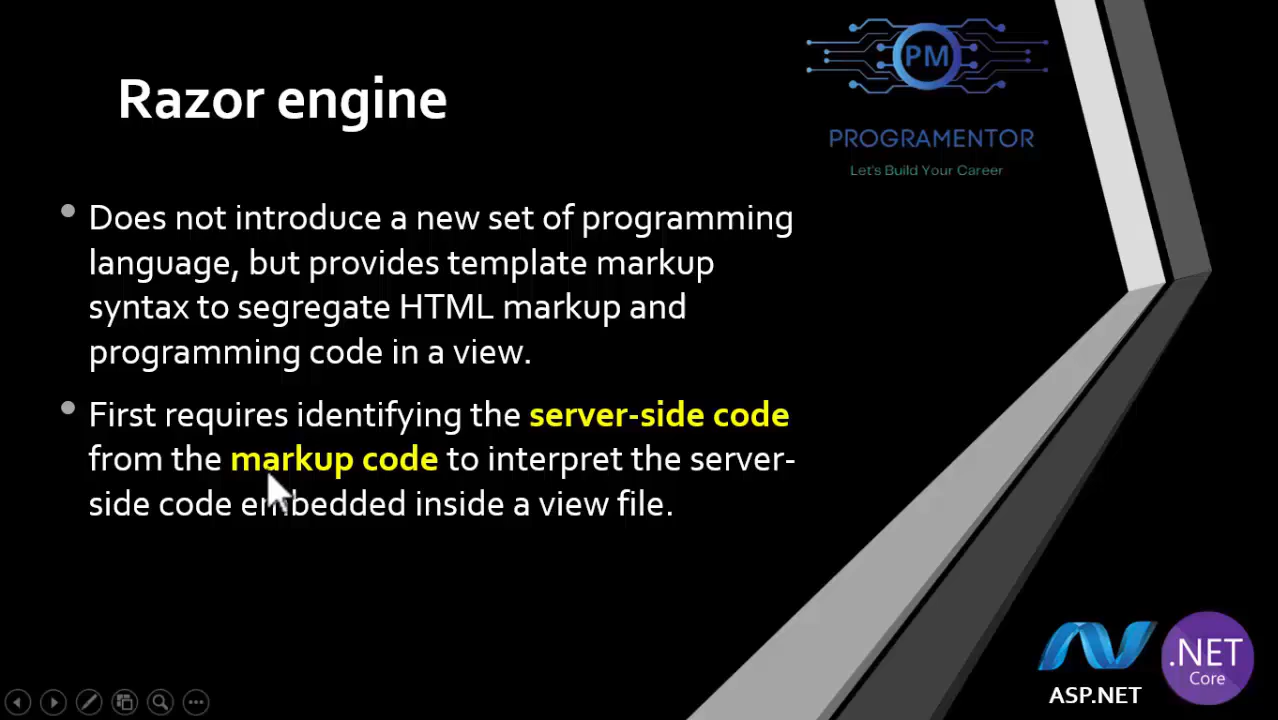 PM
PROGRAMENTOR
Let's Build Your Career
Razor engine
Does not introduce a new set of programming
language, but provides template markup
syntax to segregate HTML markup and
programming code in a view.
First requires identifying the server-side code
from the markup code to interpret the server-
side code embedded inside a view file.
ASP.NET
.NET
Core